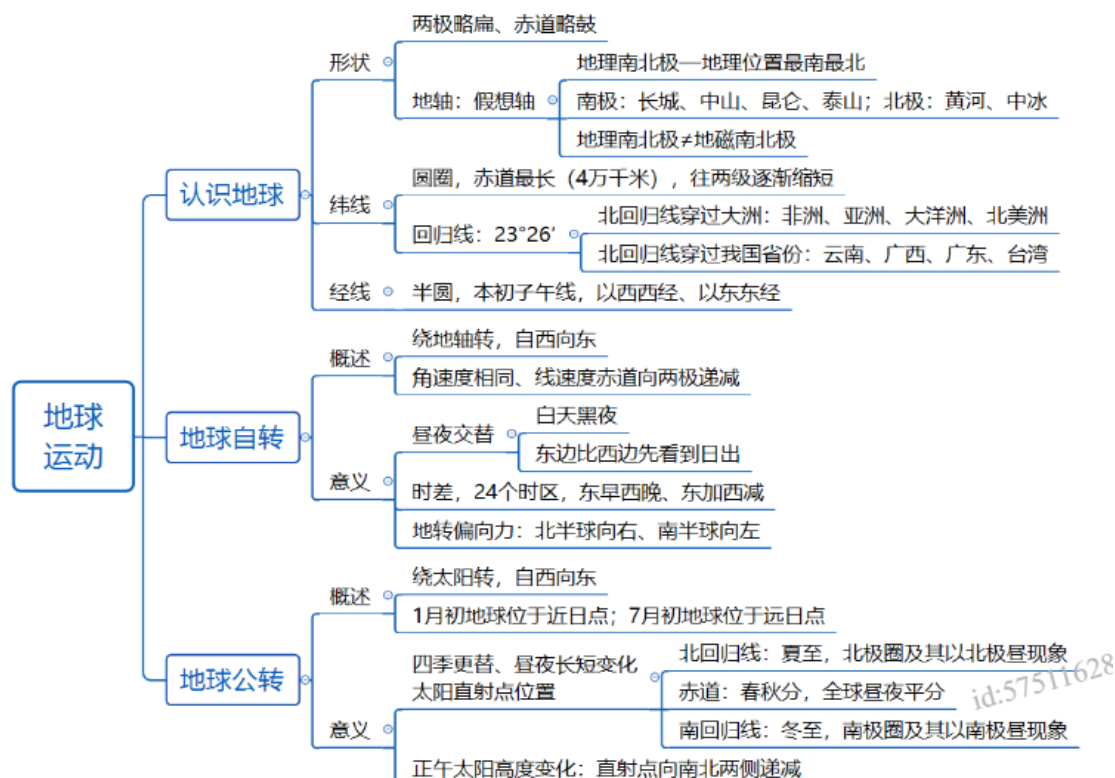 两极略扁、赤道略鼓
形状
地理南北极—地理位置最南最北
地轴：假想轴
南极：长城、中山、昆仑、泰山；北极：黄河、中冰
地理南北极≠地磁南北极
认识地球
圆圈，赤道最长（4万千米），往两级逐渐缩短
纬线
北回归线穿过大洲：非洲、亚洲、大洋洲、北美洲
回归线：23°26′
北回归线穿过我国省份：云南、广西、广东、台湾
经线
半圆，本初子午线，以西西经、以东东经
绕地轴转，自西向东
概述
角速度相同、线速度赤道向两极递减
地球
运动
地球自转
白天黑夜
昼夜交替
东边比西边先看到日出
意义
时差，24个时区，东早西晚、东加西减
地转偏向力：北半球向右、南半球向左
绕太阳转，自西向东
概述
1月初地球位于近日点；7月初地球位于远日点
地球公转
四季更替、昼夜长短变化
太阳直射点位置
北回归线：夏至，北极圈及其以北极昼现象
赤道：春秋分，全球昼夜平分
南回归线：冬至，南极圈及其以南极昼现象
意义
正午太阳高度变化：直射点向南北两侧递减
id:57511628